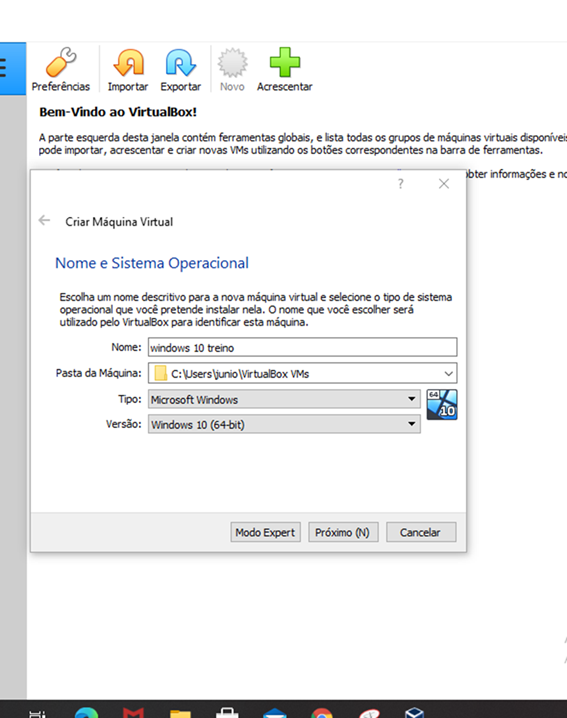 Preferências Importar Exportar Novo Acrescentar
Bem-Vindo ao VirtualBox!
A parte esquerda desta janela contém ferramentas globais, e lista todas os grupos de máquinas virtuais disponíveis
pode importar, acrescentar e criar novas VMs utilizando os botões correspondentes na barra de ferramentas.
obter informações e no
?
Criar Máquina Virtual
Nome e Sistema Operacional
Escolha um nome descritivo para a nova máquina virtual e selecione o tipo de sistema
operacional que você pretende instalar nela. O nome que você escolher será
utilizado pelo VirtualBox para identificar esta máquina.
Nome: windows 10 treino
Pasta da Máquina: C:\Users\junio\VirtualBox VMs
Tipo: Microsoft Windows
64
10
Versão: Windows 10 (64-bit)
Modo Expert Próximo (N) Cancelar